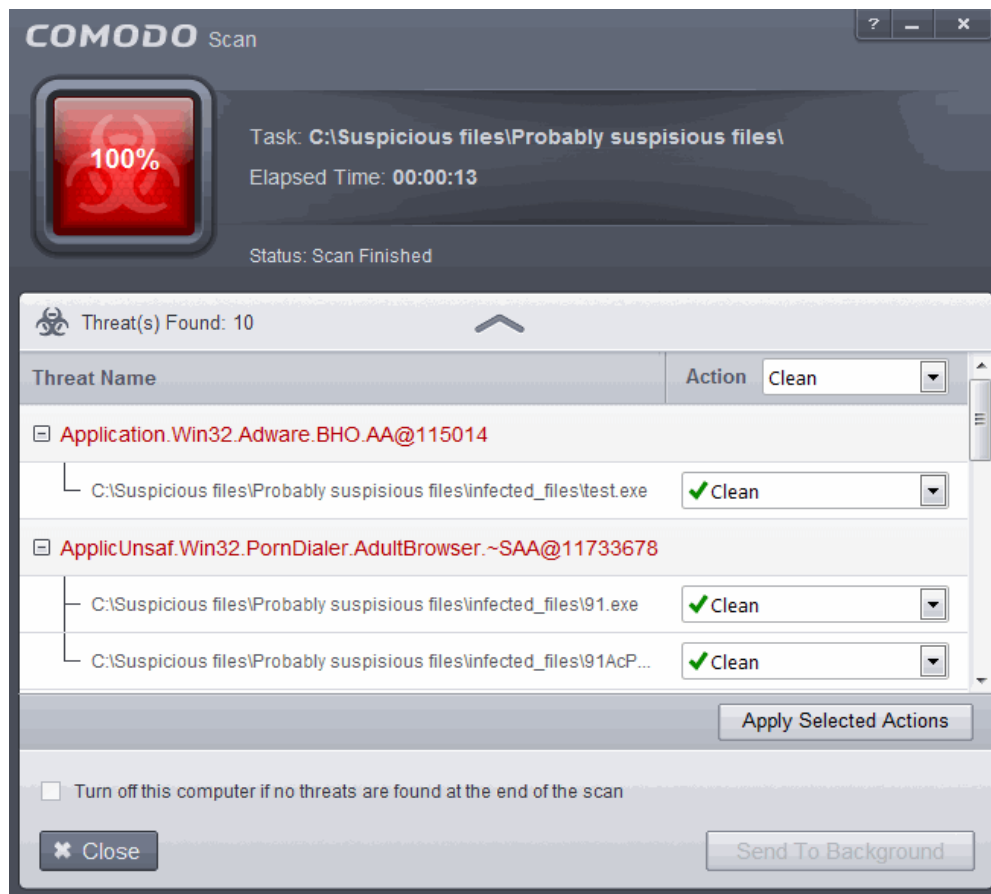 COMODO Scan
? – ×
100%
Task: C:\Suspicious files\Probably suspisious files\
Elapsed Time: 00:00:13
Status: Scan Finished
Threat(s) Found: 10
Threat Name Action Clean
Application.Win32.Adware.BHO.AA@115014
C:\Suspicious files\Probably suspisious files\infected_files\test.exe Clean
ApplicUnsaf.Win32.PornDialer.AdultBrowser.~SAA@11733678
C:\Suspicious files\Probably suspisious files\infected_files\91.exe Clean
C:\Suspicious files\Probably suspisious files\infected_files\91AcP... Clean
Apply Selected Actions
Turn off this computer if no threats are found at the end of the scan
Close Send To Background